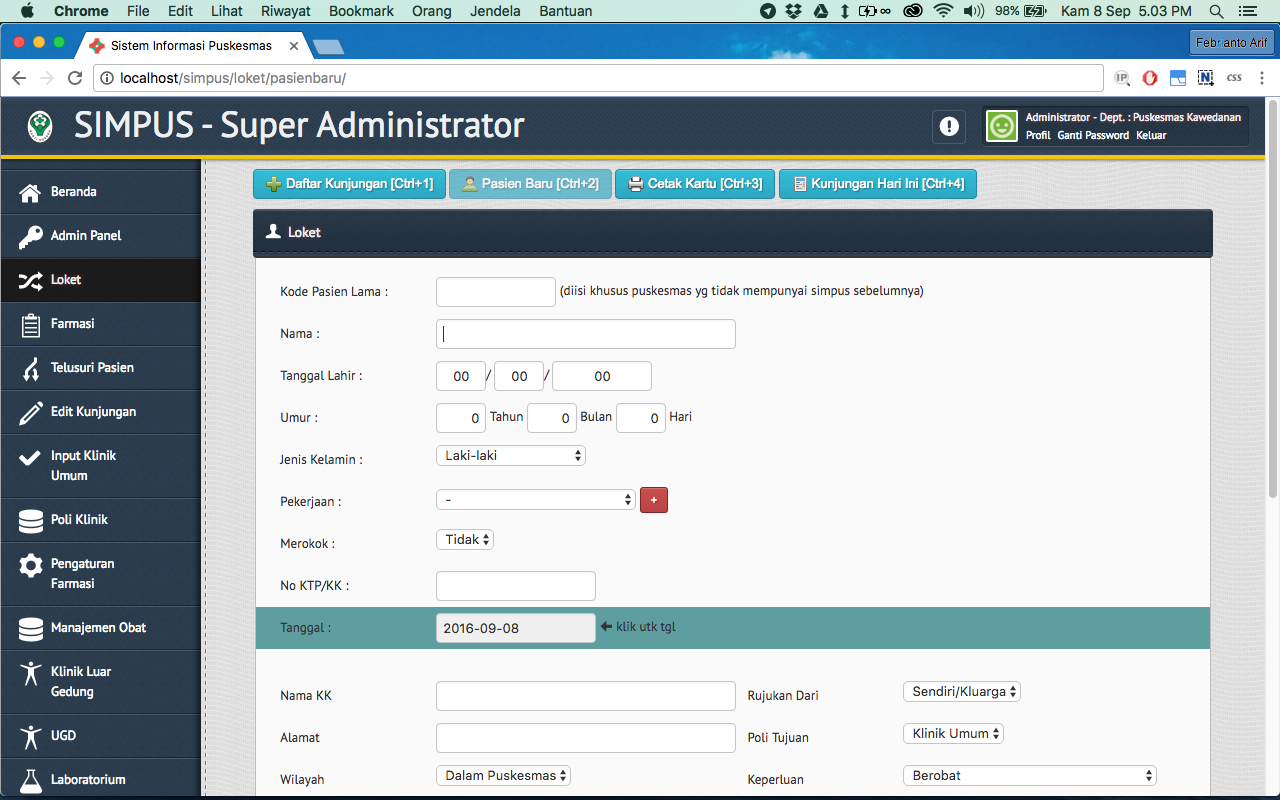 Chrome File Edit Lihat Riwayat Bookmark Orang Jendela Bantuan 98% Kam 8 Sep 5.03 PM
Sistem Informasi Puskesmas
Febrianto Arif
localhost/simpus/loket/pasienbaru/
IP
N
css
SIMPUS - Super Administrator
Administrator - Dept. : Puskesmas Kawedanan
Profil Ganti Password Keluar
Beranda
Admin Panel
Loket
Farmasi
Telusuri Pasien
Edit Kunjungan
Input Klinik
Umum
Poli Klinik
Pengaturan
Farmasi
Manajemen Obat
Klinik Luar
Gedung
UGD
Laboratorium
Daftar Kunjungan [Ctrl+1] Pasien Baru [Ctrl+2] Cetak Kartu [Ctrl+3] Kunjungan Hari Ini [Ctrl+4]
Loket
Kode Pasien Lama : (diisi khusus puskesmas yg tidak mempunyai simpus sebelumnya)
Nama :
Tanggal Lahir : 00 / 00 / 00
Umur : 0 Tahun 0 Bulan 0 Hari
Jenis Kelamin : Laki-laki
Pekerjaan : - +
Merokok : Tidak
No KTP/KK :
Tanggal : 2016-09-08 klik utk tgl
Nama KK Rujukan Dari Sendiri/Kluarga
Alamat Poli Tujuan Klinik Umum
Wilayah Dalam Puskesmas Keperluan Berobat